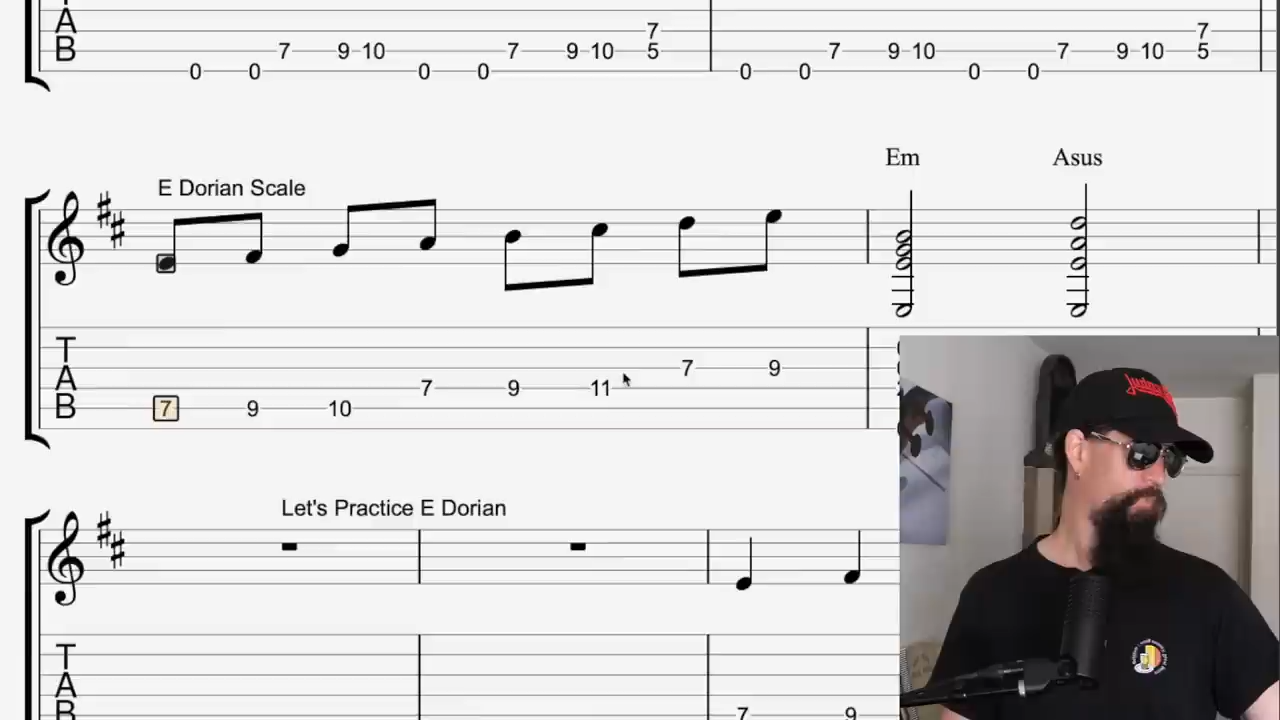 7 7
7 9 10 7 9 10 5 7 9 10 7 9 10 5
0 0 0 0 0 0 0 0
A
B
Em Asus
E Dorian Scale
T
A
B
7 9
7 9 11
7 9 10
Let's Practice E Dorian
T
A
B
7 9